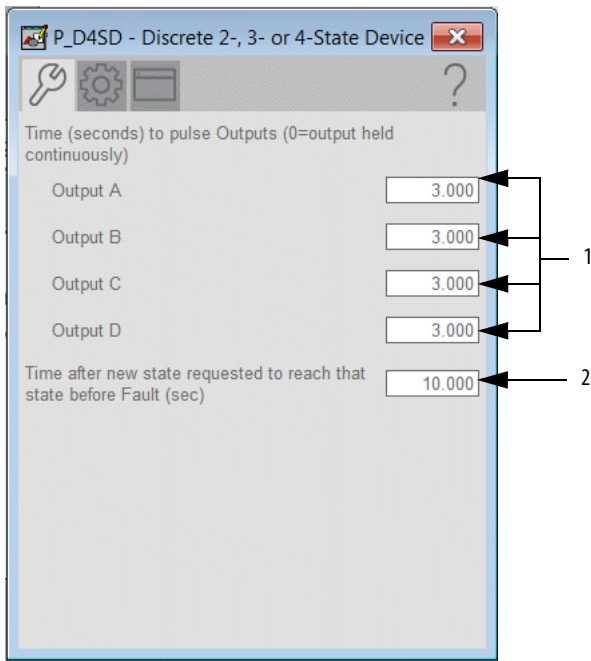 P_D4SD - Discrete 2-, 3- or 4-State Device
?
Time (seconds) to pulse Outputs (0=output held
continuously)
Output A 3.000
Output B 3.000
1
Output C 3.000
Output D 3.000
Time after new state requested to reach that
state before Fault (sec) 10.000 2